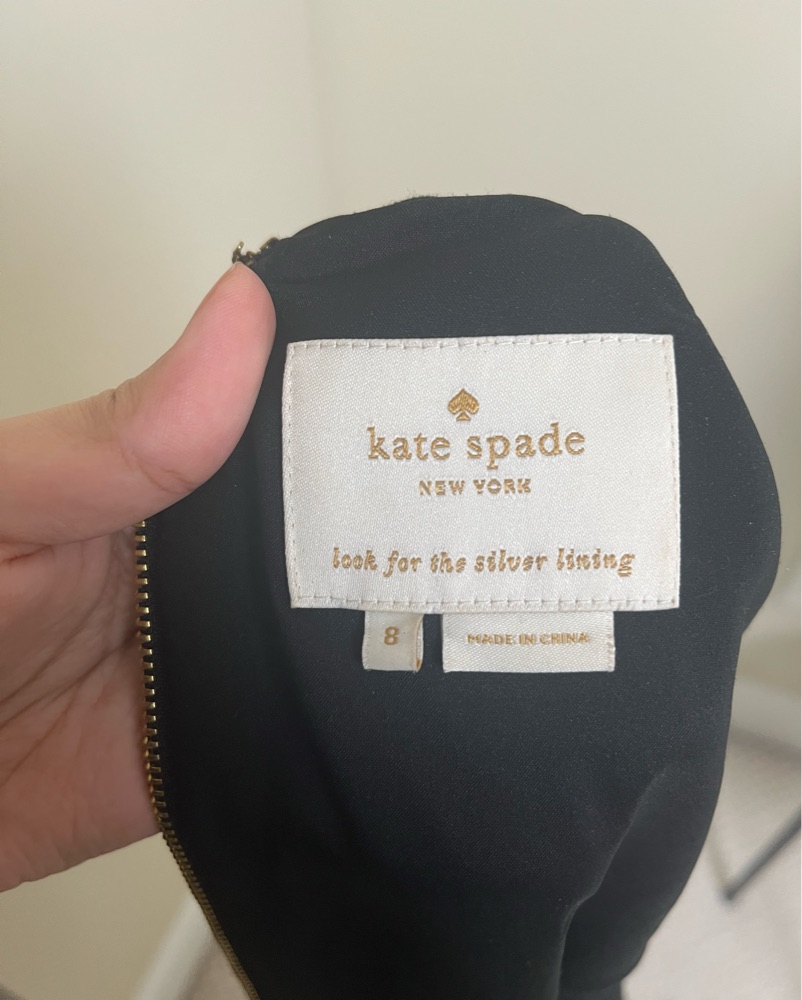 kate spade
NEW YORK
look for the silver lining
8
MADE IN CHINA